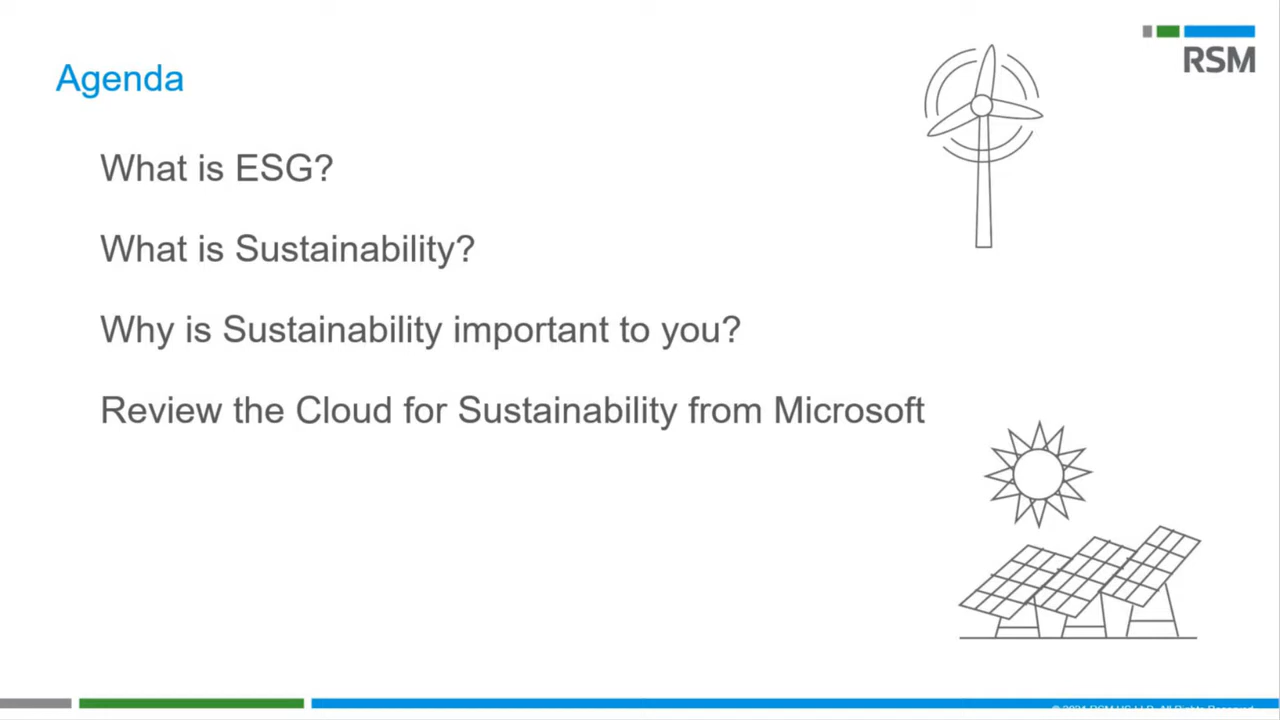 RSM
Agenda
What is ESG?
What is Sustainability?
Why is Sustainability important to you?
Review the Cloud for Sustainability from Microsoft